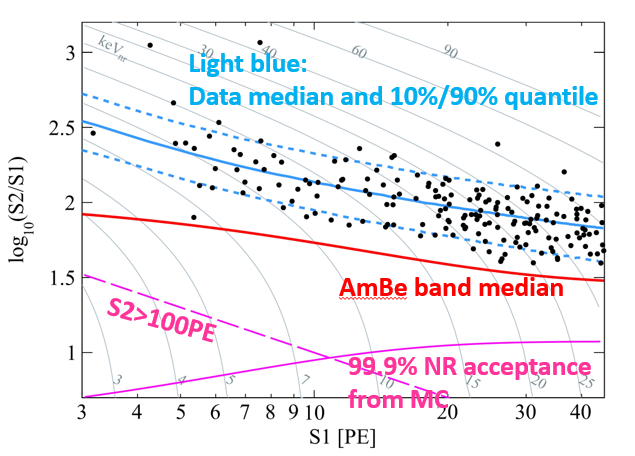 3
keVnr
30
40
60
90
Light blue:
Data median and 10%/90% quantile
2.5
log10(S2/S1)
2
1.5
AmBe band median
S2>100PE
1
99.9% NR acceptance
from MC
3
4
5
7
10
15
20
25
3 4 5 6 7 8 9 10 20 30 40
S1 [PE]